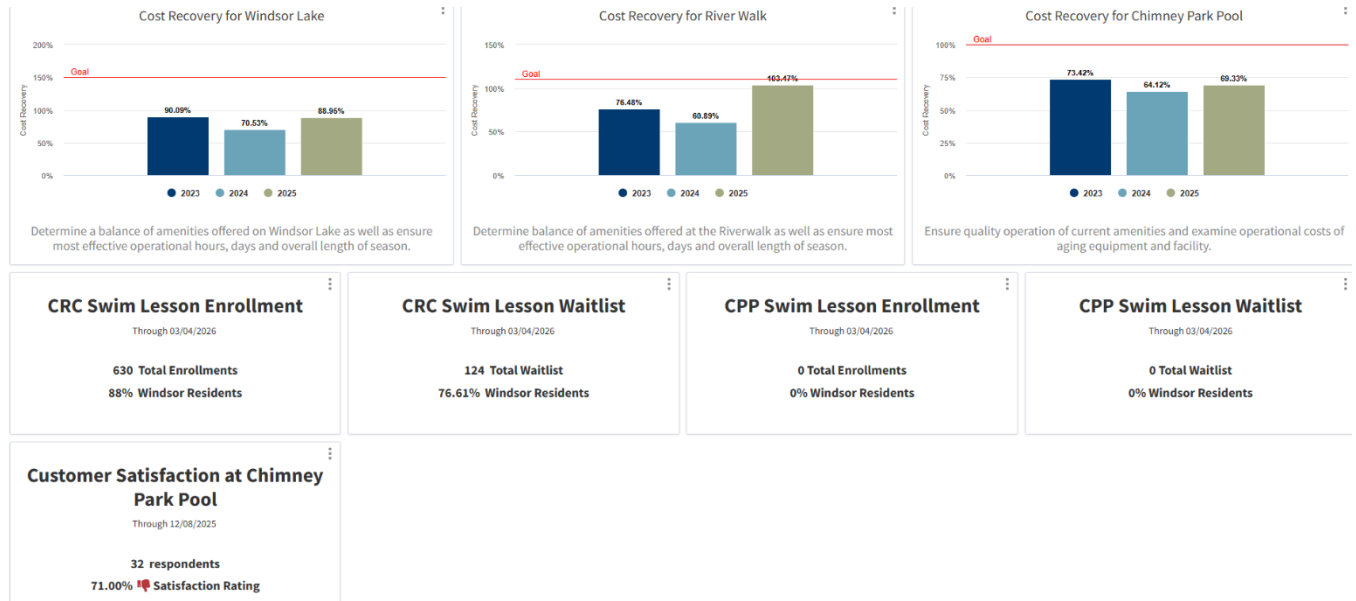 Cost Recovery for Windsor Lake
200%
150%
100%
50%
0%
Cost Recovery
Goal
90.09%
70.53%
88.95%
2023 2024 2025
Determine a balance of amenities offered on Windsor Lake as well as ensure
most effective operational hours, days and overall length of season.
Cost Recovery for River Walk
150%
100%
50%
0%
Cost Recovery
Goal
76.48%
60.89%
103.47%
2023 2024 2025
Determine balance of amenities offered at the Riverwalk as well as ensure most
effective operational hours, days and overall length of season.
Cost Recovery for Chimney Park Pool
100%
75%
50%
25%
0%
Cost Recovery
Goal
73.42%
64.12%
69.33%
2023 2024 2025
Ensure quality operation of current amenities and examine operational costs of
aging equipment and facility.
CRC Swim Lesson Enrollment
Through 03/04/2026
630 Total Enrollments
88% Windsor Residents
CRC Swim Lesson Waitlist
Through 03/04/2026
124 Total Waitlist
76.61% Windsor Residents
CPP Swim Lesson Enrollment
Through 03/04/2026
0 Total Enrollments
0% Windsor Residents
CPP Swim Lesson Waitlist
Through 03/04/2026
0 Total Waitlist
0% Windsor Residents
Customer Satisfaction at Chimney
Park Pool
Through 12/08/2025
32 respondents
71.00% 👎 Satisfaction Rating